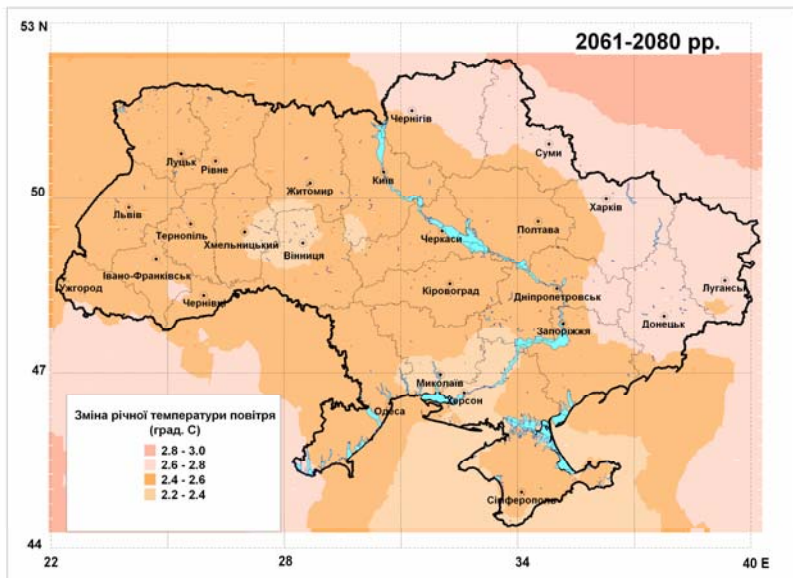 53 N
2061-2080 рр.
Чернігів
Суми
Луцьк
Рівне
Київ
Житомир
50
Харків
Львів
Полтава
Тернопіль
Черкаси
Хмельницький
Вінниця
Івано-Франківськ
Ужгород
Луганськ
Кіровоград
Дніпропетровськ
Чернівці
Донецьк
Запоріжжя
47
Миколаїв
Херсон
Одеса
Зміна річної температури повітря
(град. С)
2.8 - 3.0
2.6 - 2.8
2.4 - 2.6
2.2 - 2.4
Сімферополь
44
22
28
34
40 E